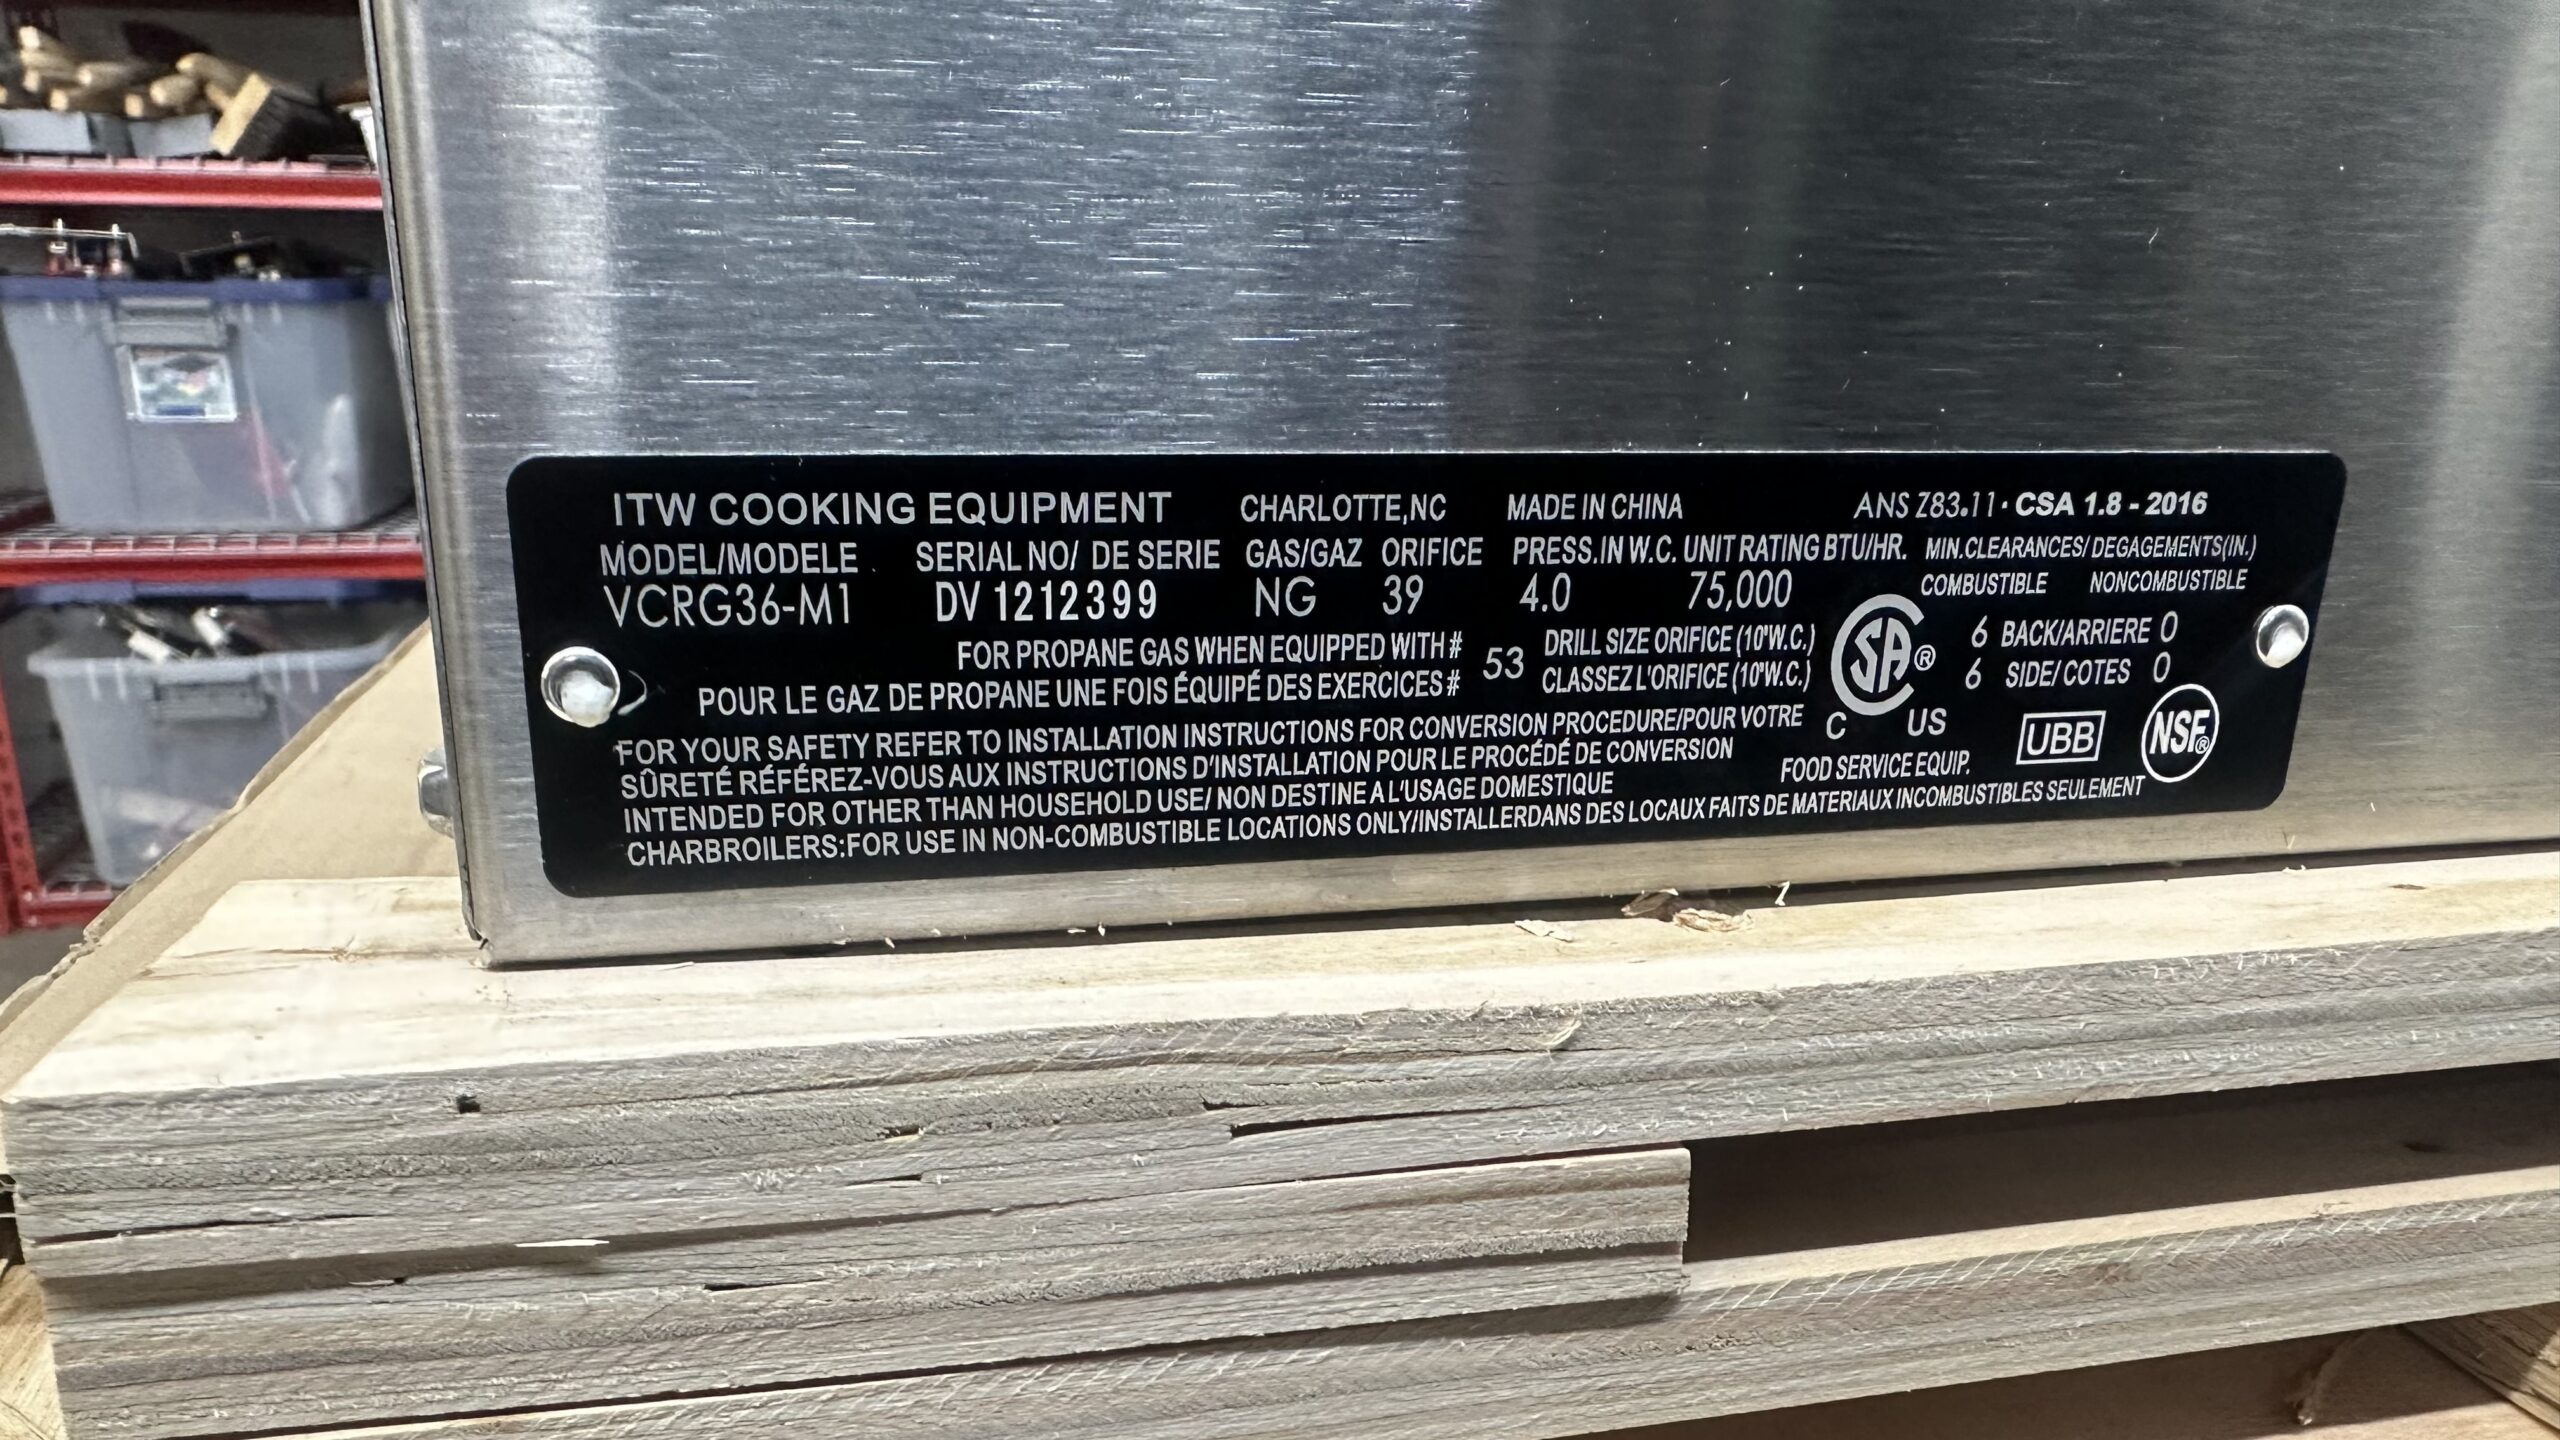 ITW COOKING EQUIPMENT CHARLOTTE,NC MADE IN CHINA ANS Z83.11 · CSA 1.8 - 2016
MODEL/MODELE SERIAL NO/ DE SERIE GAS/GAZ ORIFICE PRESS.IN W.C. UNIT RATING BTU/HR. MIN.CLEARANCES/ DEGAGEMENTS(IN.)
COMBUSTIBLE NONCOMBUSTIBLE
VCRG36-M1 DV 1212399 NG 39 4.0 75,000
6 BACK/ARRIERE 0
6 SIDE/COTES 0
FOR PROPANE GAS WHEN EQUIPPED WITH # 53 DRILL SIZE ORIFICE (10"W.C.)
POUR LE GAZ DE PROPANE UNE FOIS ÉQUIPÉ DES EXERCICES # CLASSEZ L'ORIFICE (10"W.C.)
CSA ®
C US
FOR YOUR SAFETY REFER TO INSTALLATION INSTRUCTIONS FOR CONVERSION PROCEDURE/POUR VOTRE
SÛRETÉ RÉFÉREZ-VOUS AUX INSTRUCTIONS D'INSTALLATION POUR LE PROCÉDÉ DE CONVERSION
FOOD SERVICE EQUIP. UBB NSF®
INTENDED FOR OTHER THAN HOUSEHOLD USE/ NON DESTINE A L'USAGE DOMESTIQUE
CHARBROILERS:FOR USE IN NON-COMBUSTIBLE LOCATIONS ONLY/INSTALLERDANS DES LOCAUX FAITS DE MATERIAUX INCOMBUSTIBLES SEULEMENT